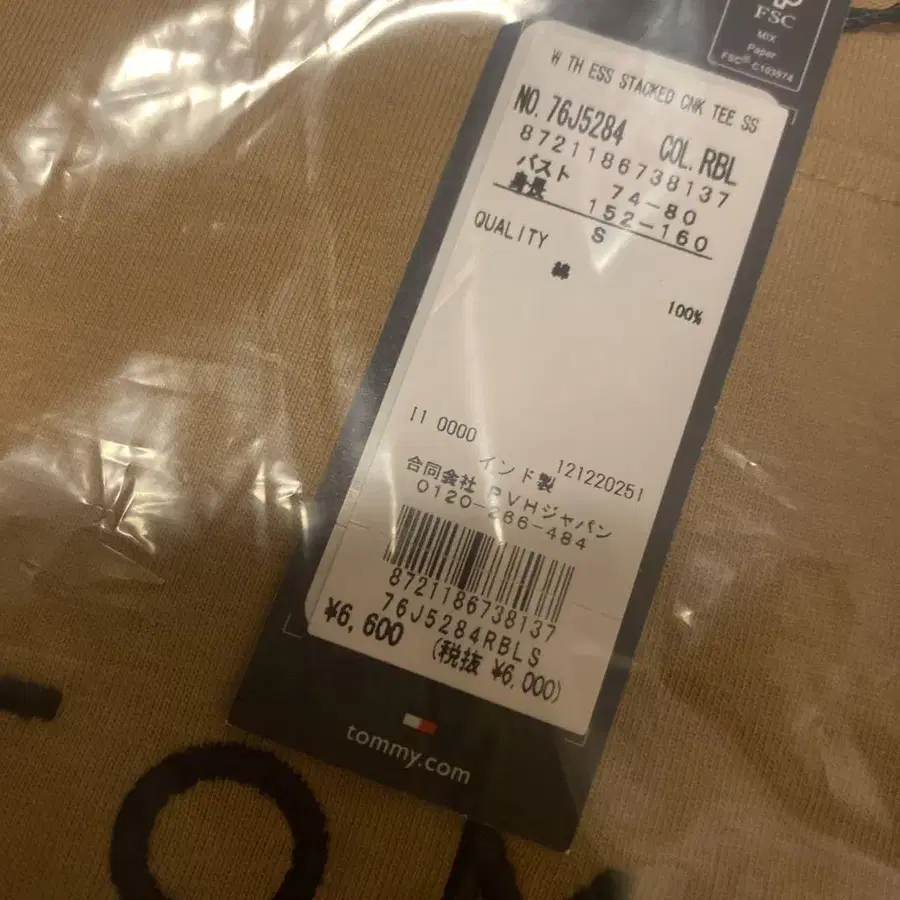 FSC
MIX
Paper
FSC® C103974
W TH ESS STACKED CNK TEE SS
NO. 76J5284 COL. RBL
8721186738137
バスト 74-80
身長 152-160
QUALITY S
綿 100%
I1 0000
インド製 121220251
合同会社 PVHジャパン
0120-266-484
8721186738137
76J5284RBLS
¥6,600
(税抜 ¥6,000)
tommy.com